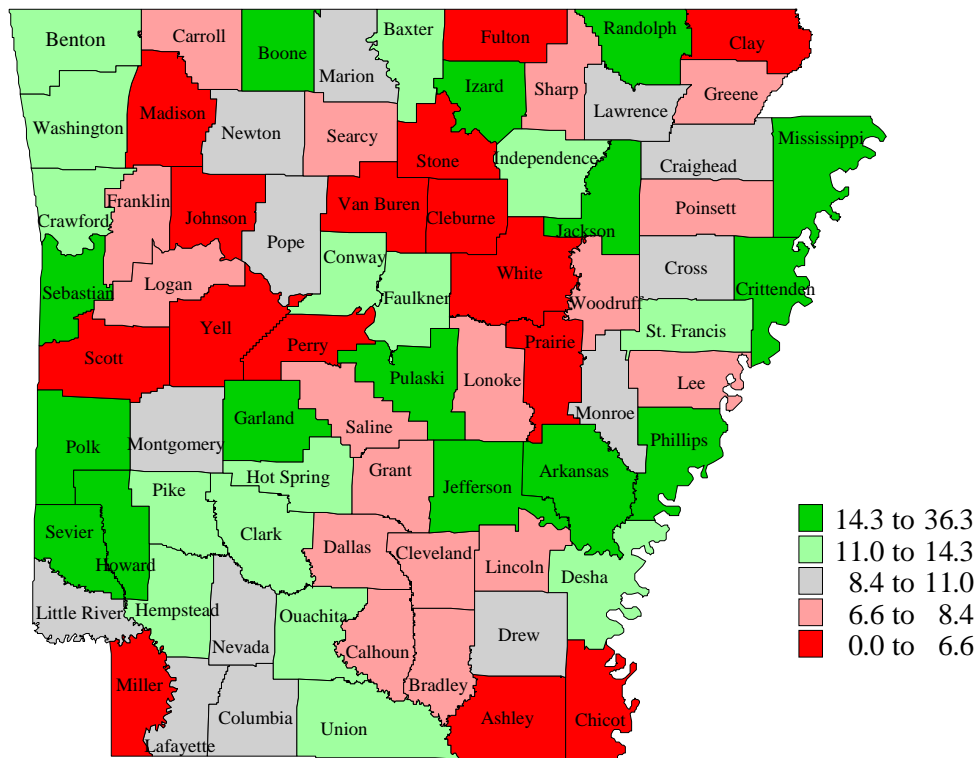 Benton
Carroll
Boone
Marion
Baxter
Fulton
Randolph
Clay
Izard
Sharp
Lawrence
Greene
Madison
Washington
Newton
Searcy
Stone
Independence
Craighead
Mississippi
Crawford
Franklin
Johnson
Pope
Van Buren
Cleburne
Jackson
Poinsett
Sebastian
Logan
Conway
Faulkner
White
Woodruff
Cross
Crittenden
St. Francis
Scott
Yell
Perry
Pulaski
Lonoke
Prairie
Monroe
Lee
Polk
Montgomery
Garland
Saline
Phillips
Hot Spring
Grant
Jefferson
Arkansas
Pike
Clark
Sevier
Howard
Dallas
Cleveland
Lincoln
Desha
Little River
Hempstead
Nevada
Ouachita
Calhoun
Bradley
Drew
Miller
Lafayette
Columbia
Union
Ashley
Chicot
14.3 to 36.3
11.0 to 14.3
8.4 to 11.0
6.6 to 8.4
0.0 to 6.6